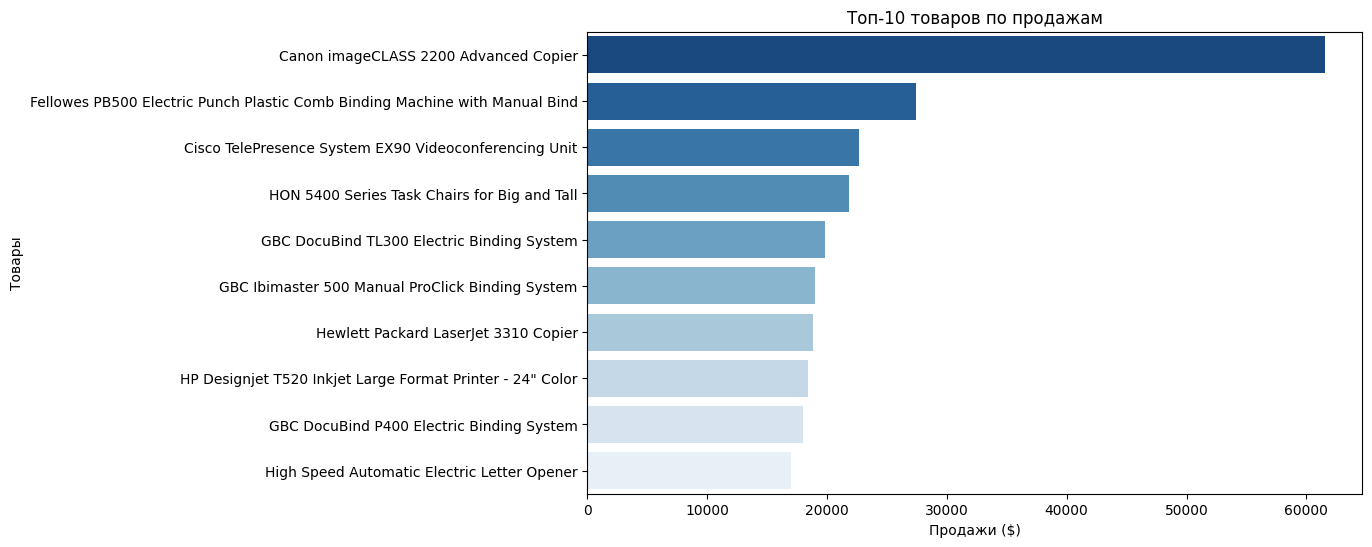 Топ-10 товаров по продажам
Товары
Canon imageCLASS 2200 Advanced Copier
Fellowes PB500 Electric Punch Plastic Comb Binding Machine with Manual Bind
Cisco TelePresence System EX90 Videoconferencing Unit
HON 5400 Series Task Chairs for Big and Tall
GBC DocuBind TL300 Electric Binding System
GBC Ibimaster 500 Manual ProClick Binding System
Hewlett Packard LaserJet 3310 Copier
HP Designjet T520 Inkjet Large Format Printer - 24" Color
GBC DocuBind P400 Electric Binding System
High Speed Automatic Electric Letter Opener
0 10000 20000 30000 40000 50000 60000
Продажи ($)